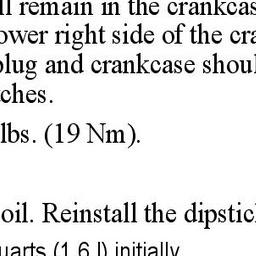 ll remain in the crankcas
ower right side of the cra
plug and crankcase shoul
ches.
lbs. (19 Nm).
oil. Reinstall the dipstic
uarts (1.6 l) initially